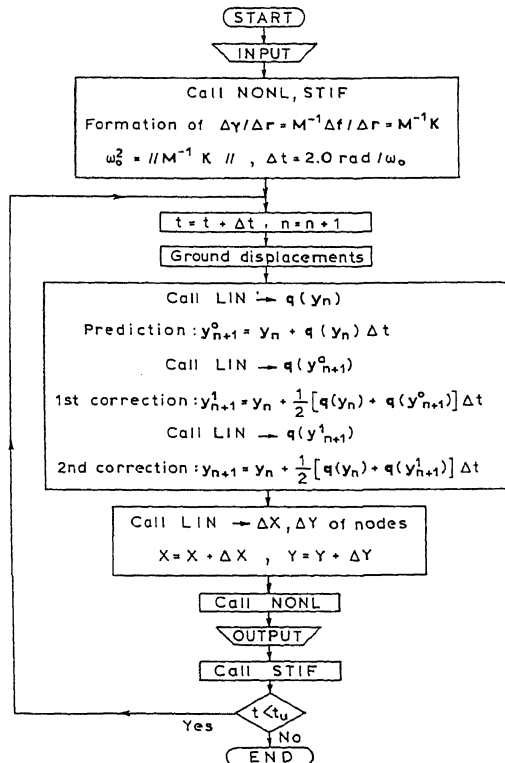 START
INPUT
Call NONL, STIF
Formation of Δγ/Δr = M⁻¹Δf/Δr = M⁻¹K
ω₀² = //M⁻¹ K // , Δt = 2.0 rad/ω₀
t = t + Δt , n = n+1
Ground displacements
Call LIN → q(yₙ)
Prediction : y⁰ₙ₊₁ = yₙ + q (yₙ) Δt
Call LIN → q(y⁰ₙ₊₁)
1st correction : y¹ₙ₊₁ = yₙ + 1/2 [q(yₙ) + q(y⁰ₙ₊₁)] Δt
Call LIN → q(y¹ₙ₊₁)
2nd correction : yₙ₊₁ = yₙ + 1/2 [q(yₙ) + q(y¹ₙ₊₁)] Δt
Call LIN → ΔX, ΔY of nodes
X = X + ΔX , Y = Y + ΔY
Call NONL
OUTPUT
Call STIF
t < tᵤ
Yes
No
END